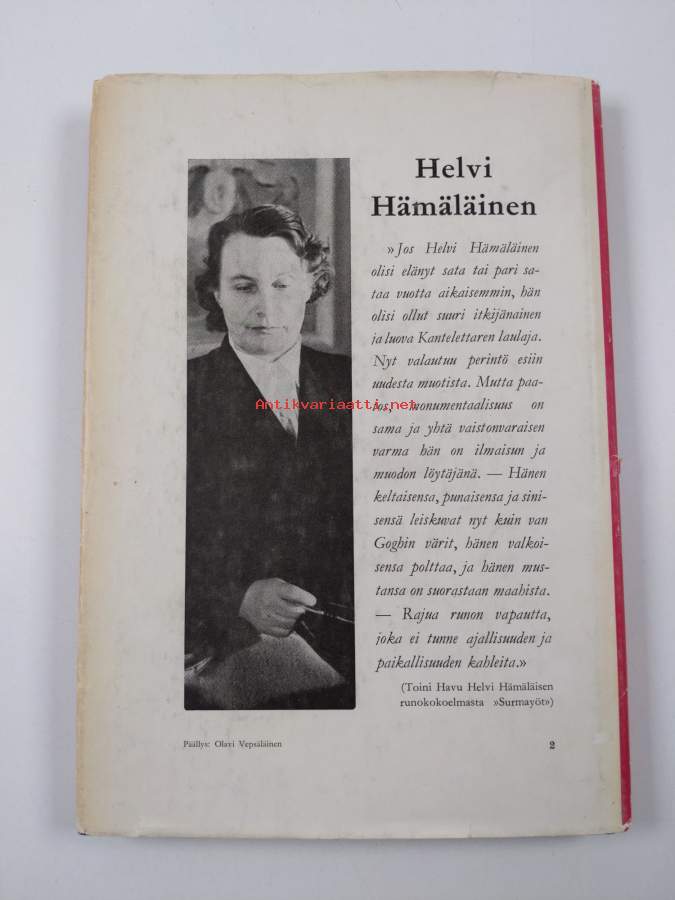 Helvi
Hämäläinen
»Jos Helvi Hämäläinen
olisi elänyt sata tai pari sa-
taa vuotta aikaisemmin, hän
olisi ollut suuri itkijänainen
ja luova Kantelettaren laulaja.
Nyt valautuu perintö esiin
uudesta muotista. Mutta paa-
tos, monumentaalisuus on
sama ja yhtä vaistonvaraisen
varma hän on ilmaisun ja
muodon löytäjänä. — Hänen
keltaisensa, punaisensa ja sini-
sensä leiskuvat nyt kuin van
Goghin värit, hänen valkoi-
sensa polttaa, ja hänen mus-
tansa on suorastaan maahista.
— Rajua runon vapautta,
joka ei tunne ajallisuuden ja
paikallisuuden kahleita.»
(Toini Havu Helvi Hämäläisen
runokokoelmasta »Surmayöt»)
Päällys: Olavi Vepsäläinen
2
Antikvariaatti.net